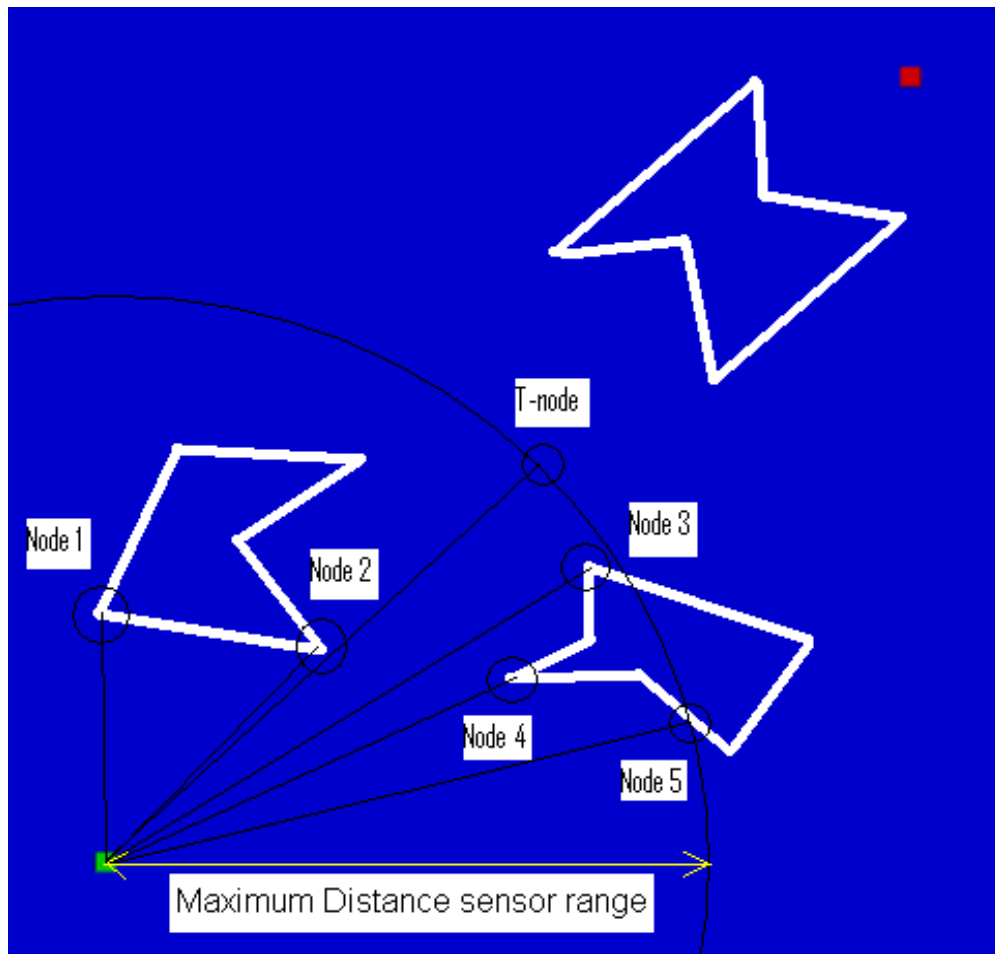 T-node
Node 3
Node 1
Node 2
Node 4
Node 5
Maximum Distance sensor range